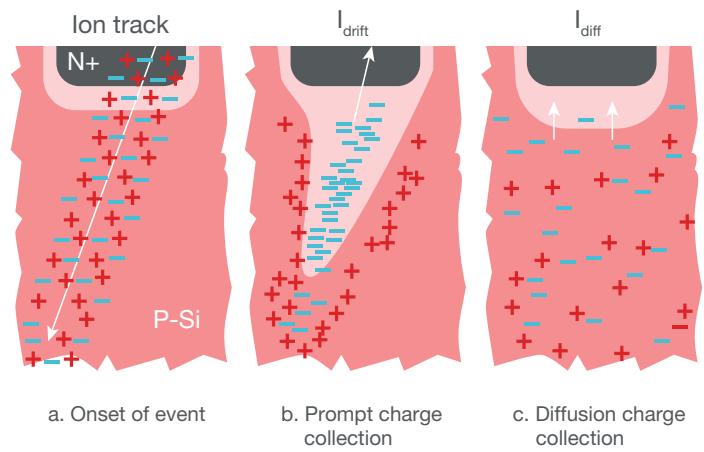 Ion track
N+
P-Si
a. Onset of event
I drift
b. Prompt charge
collection
I diff
c. Diffusion charge
collection